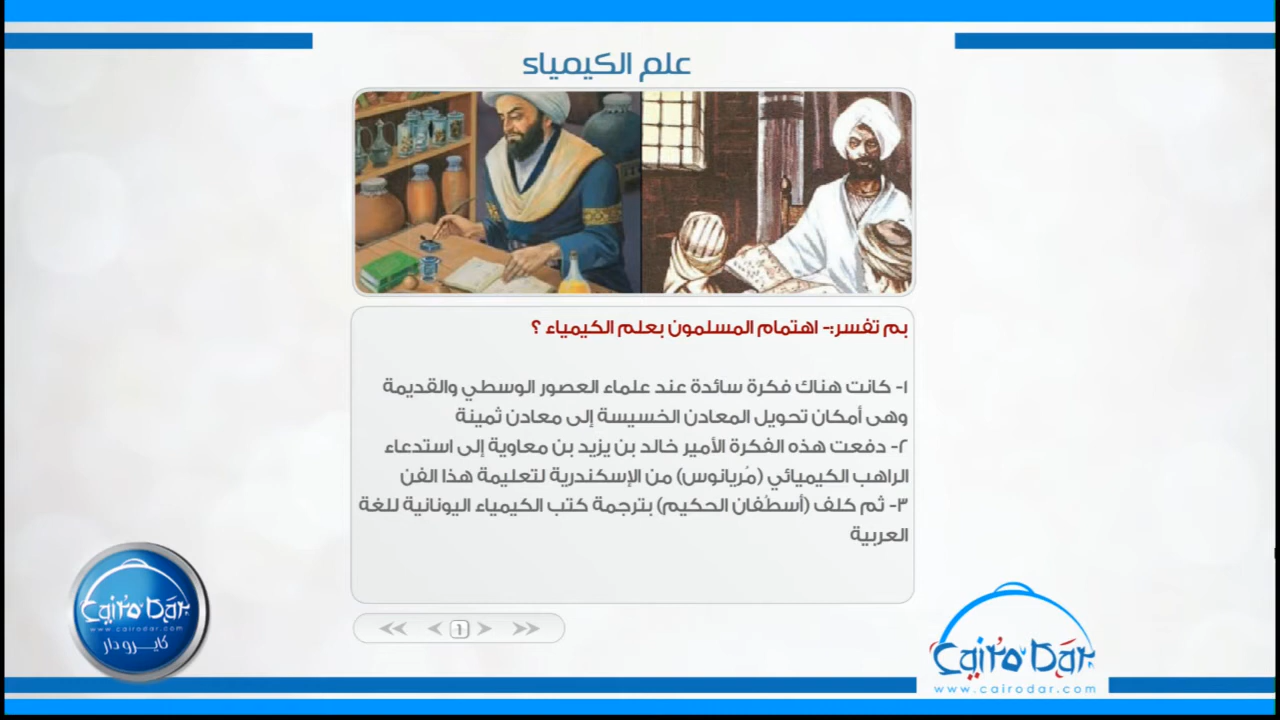 علم الكيمياء
بم تفسر:- اهتمام المسلمون بعلم الكيمياء ؟
١- كانت هناك فكرة سائدة عند علماء العصور الوسطي والقديمة
وهى أمكان تحويل المعادن الخسيسة إلى معادن ثمينة
٢- دفعت هذه الفكرة الأمير خالد بن يزيد بن معاوية إلى استدعاء
الراهب الكيميائي (مُريانوس) من الإسكندرية لتعليمة هذا الفن
٣- ثم كلف (أسطُفان الحكيم) بترجمة كتب الكيمياء اليونانية للغة
العربية
١
Cairo Dar
www.cairodar.com
كايرو دار
Cairo Dar
www.cairodar.com